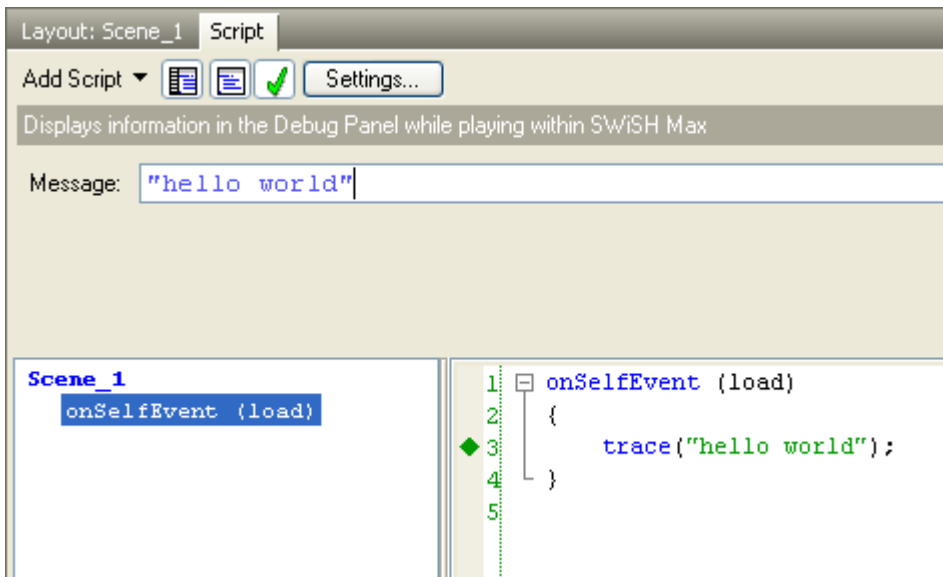 Layout: Scene_1 Script
Add Script Settings...
Displays information in the Debug Panel while playing within SWiSH Max
Message: "hello world"
Scene_1
onSelfEvent (load)
1 onSelfEvent (load)
2 {
3 trace("hello world");
4 }
5